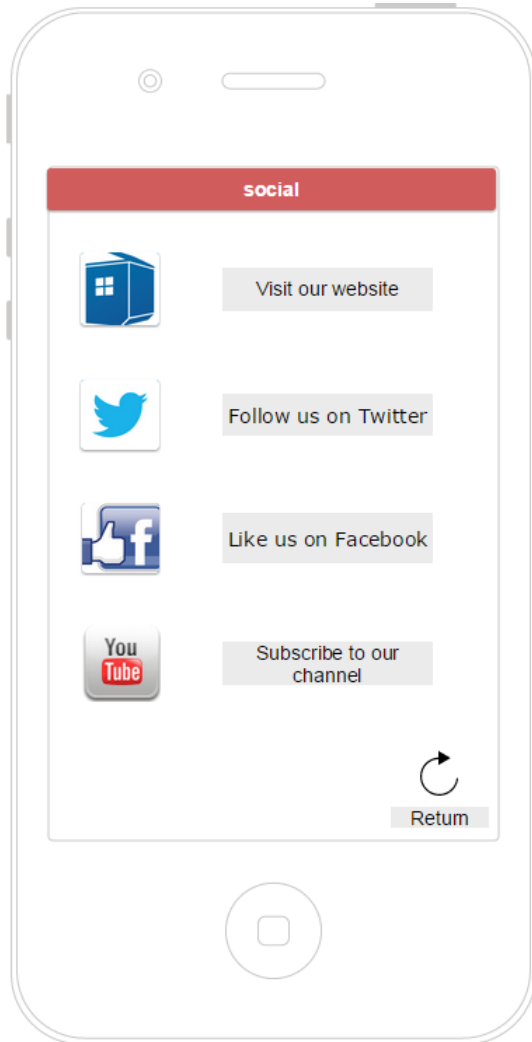 social
Visit our website
Follow us on Twitter
f
Like us on Facebook
You
Tube
Subscribe to our
channel
Return